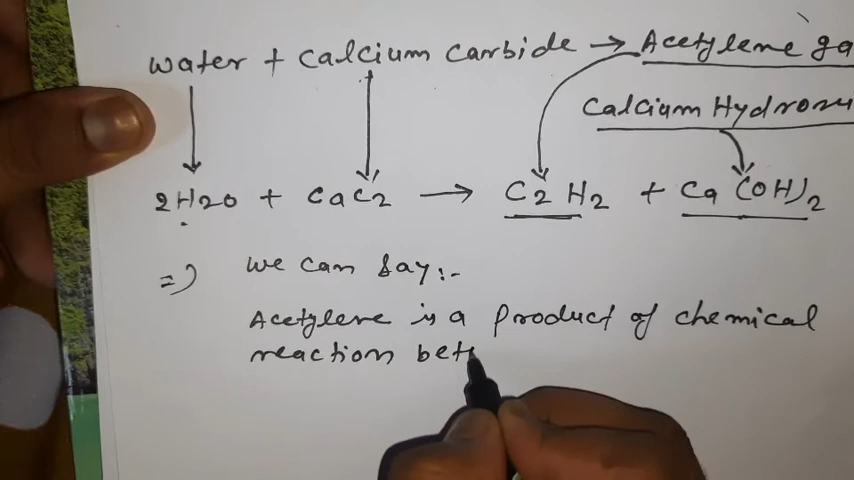 water + calcium carbide → Acetylene ga
Calcium Hydroxi
2H2O + CaC2 → C2H2 + Ca(OH)2
=) we can say:-
Acetylene is a product of chemical
reaction bet